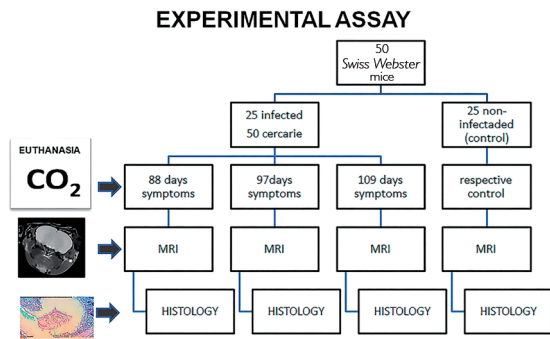 EXPERIMENTAL ASSAY
50
Swiss Webster
mice
25 infected
50 cercarie
25 non-
infectaded
(control)
EUTHANASIA
CO2
88 days
symptoms
97days
symptoms
109 days
symptoms
respective
control
MRI
MRI
MRI
MRI
HISTOLOGY
HISTOLOGY
HISTOLOGY
HISTOLOGY